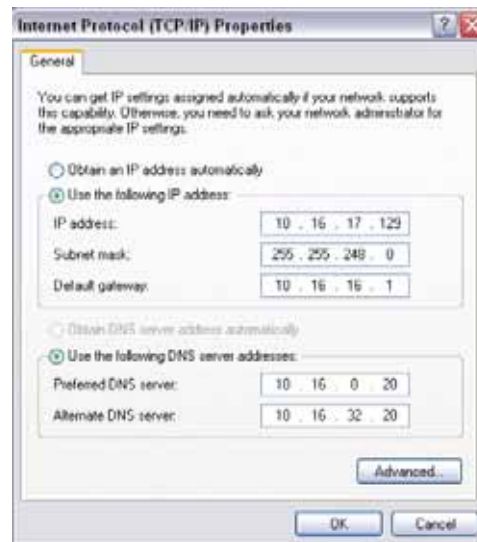 Internet Protocol (TCP/IP) Properties
General
You can get IP settings assigned automatically if your network supports
this capability. Otherwise, you need to ask your network administrator for
the appropriate IP settings.
Obtain an IP address automatically
Use the following IP address:
IP address: 10 . 16 . 17 . 129
Subnet mask: 255 . 255 . 248 . 0
Default gateway: 10 . 16 . 16 . 1
Obtain DNS server address automatically
Use the following DNS server addresses:
Preferred DNS server: 10 . 16 . 0 . 20
Alternate DNS server: 10 . 16 . 32 . 20
Advanced...
OK Cancel